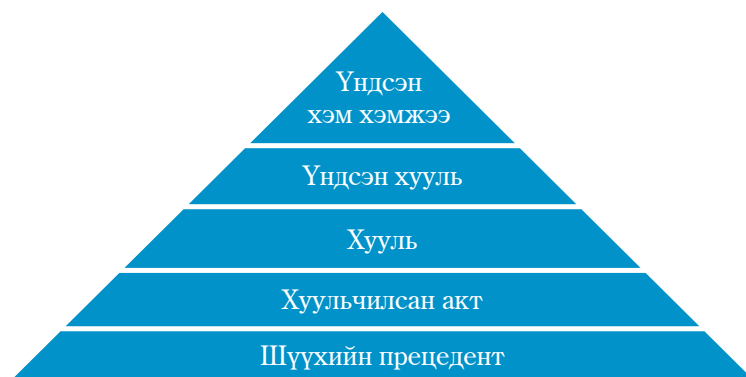 Үндсэн
хэм хэмжээ
Үндсэн хууль
Хууль
Хуульчилсан акт
Шүүхийн прецедент